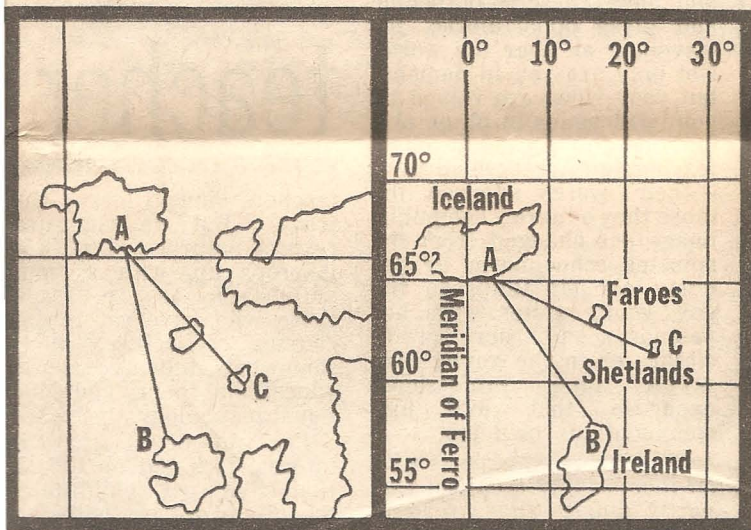 A
B
C
0° 10° 20° 30°
70°
Iceland
65°?
A
Faroes
C
Shetlands
60°
Meridian of Ferro
B
Ireland
55°